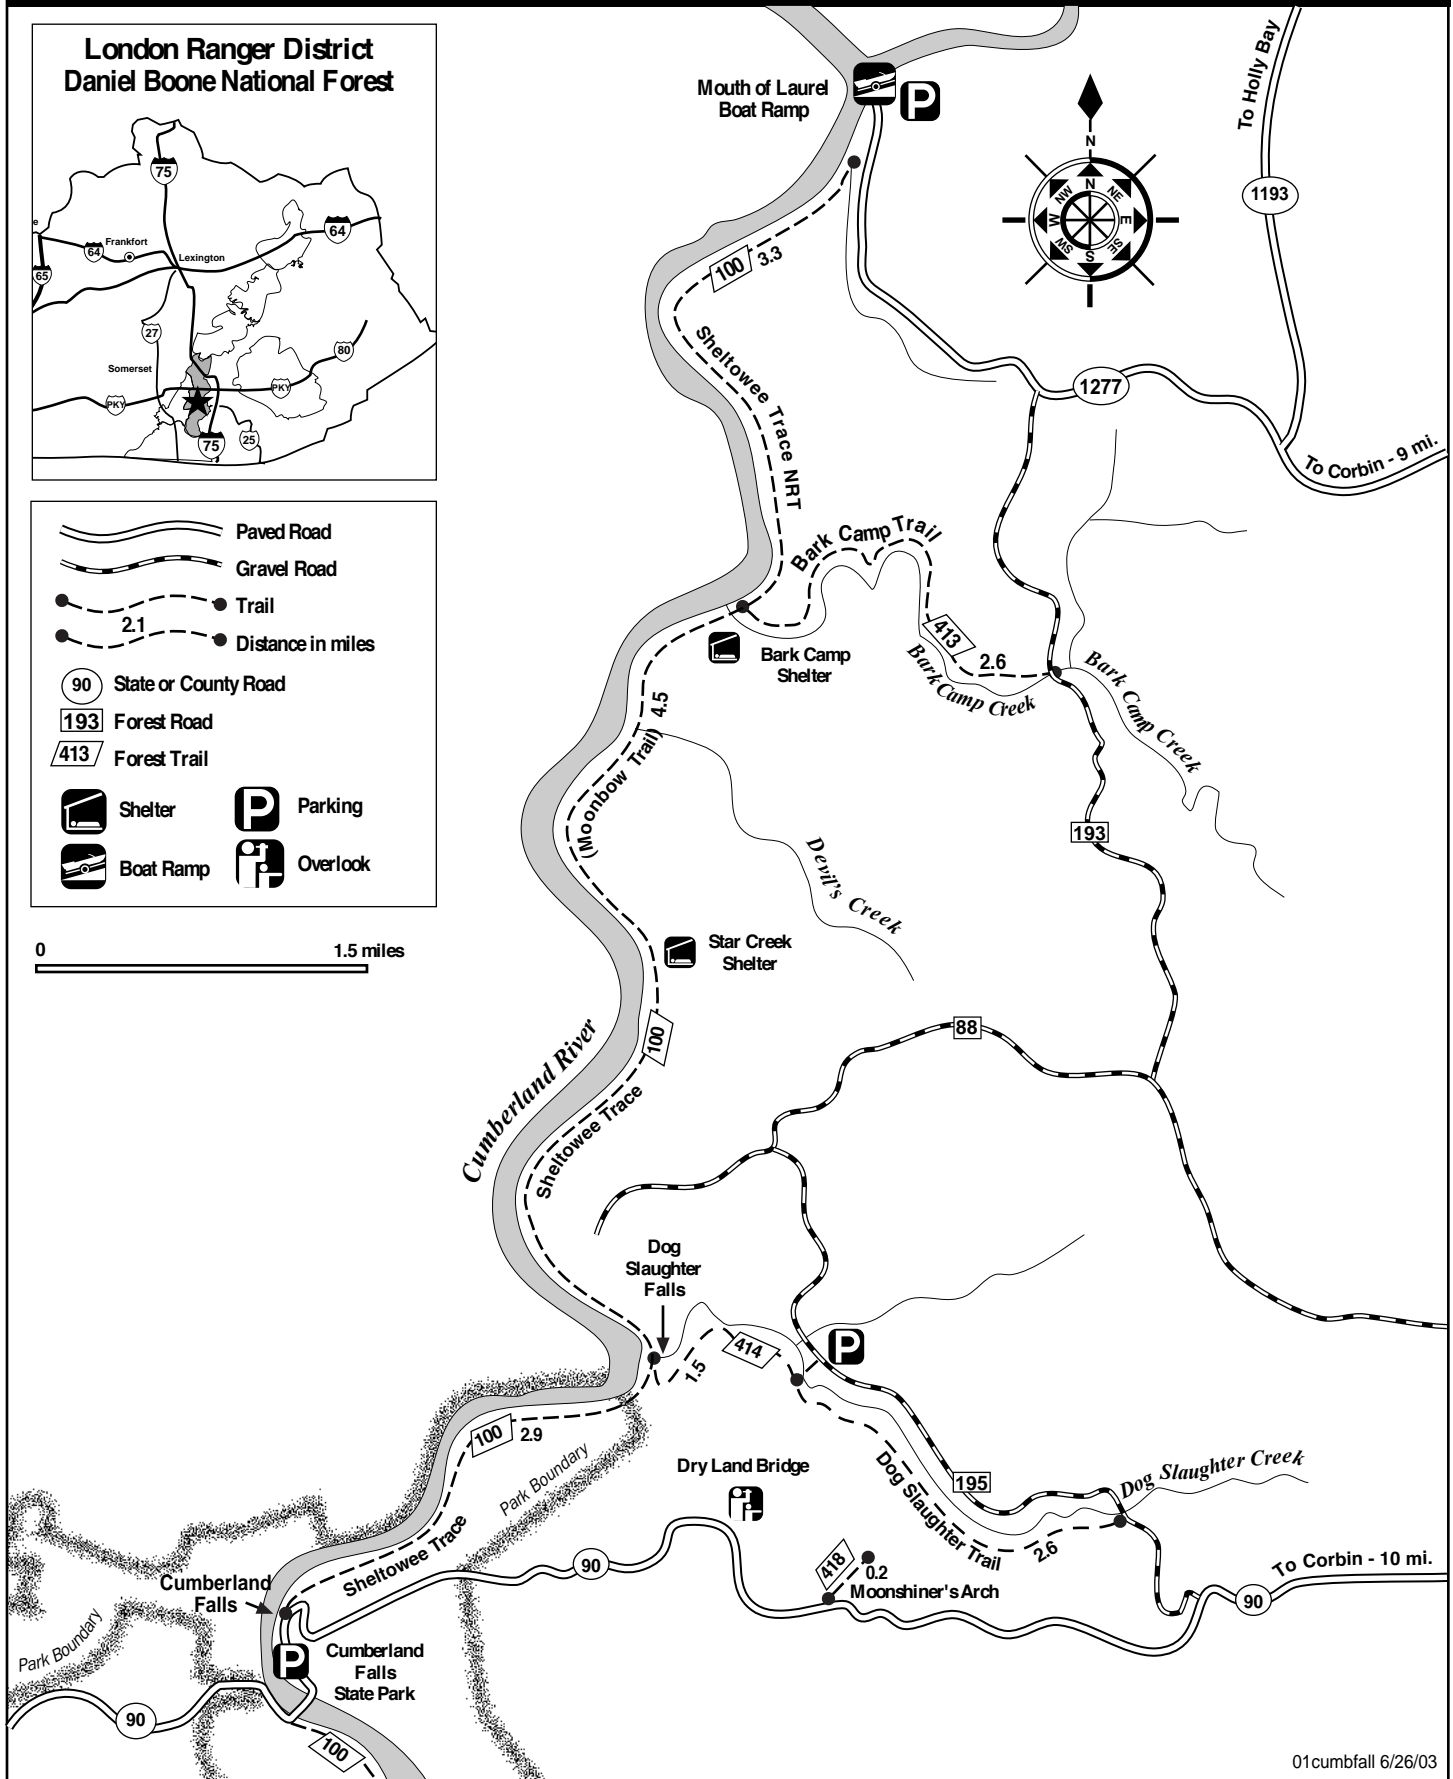 London Ranger District
Daniel Boone National Forest
75
64
Frankfort
64
Lexington
65
27
80
Somerset
PKY
PKY
75
25
Paved Road
Gravel Road
Trail
2.1
Distance in miles
90 State or County Road
193 Forest Road
413 Forest Trail
Shelter
P Parking
Boat Ramp
Overlook
0 1.5 miles
Mouth of Laurel
Boat Ramp
P
To Holly Bay
1193
N
N
NE
E
SE
S
SW
W
NW
100 3.3
Sheltowee Trace NRT
1277
To Corbin - 9 mi.
Bark Camp Trail
413
2.6
Bark Camp
Shelter
Bark Camp Creek
Bark Camp Creek
4.5
(Moonbow Trail)
193
Devil's Creek
Star Creek
Shelter
100
88
Cumberland River
Sheltowee Trace
Dog
Slaughter
Falls
414
1.5
P
100 2.9
Park Boundary
Dry Land Bridge
Dog Slaughter Trail
195
Dog Slaughter Creek
2.6
Sheltowee Trace
90
418
0.2
Moonshiner's Arch
To Corbin - 10 mi.
90
Cumberland
Falls
Park Boundary
P
Cumberland
Falls
State Park
90
100
01cumbfall 6/26/03